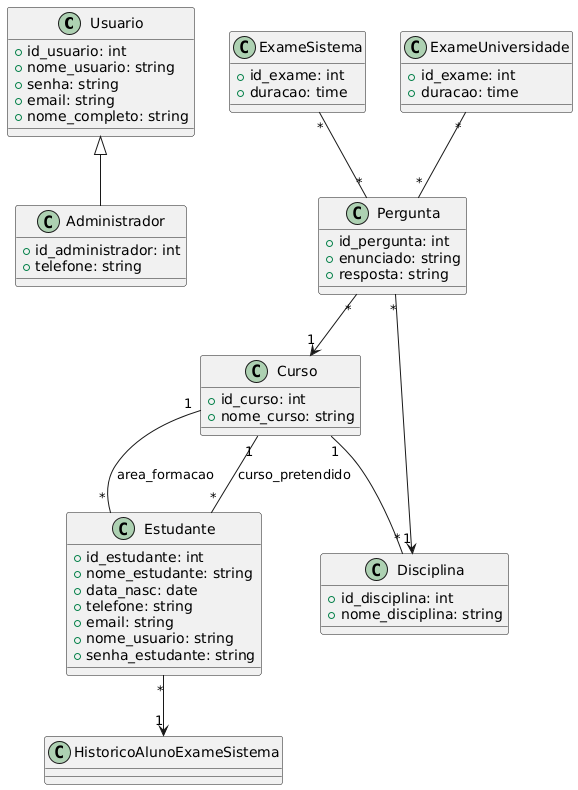 C Usuario
+ id_usuario: int
+ nome_usuario: string
+ senha: string
+ email: string
+ nome_completo: string
C ExameSistema
+ id_exame: int
+ duracao: time
C ExameUniversidade
+ id_exame: int
+ duracao: time
* *
* *
C Administrador
+ id_administrador: int
+ telefone: string
C Pergunta
+ id_pergunta: int
+ enunciado: string
+ resposta: string
* *
1
C Curso
+ id_curso: int
+ nome_curso: string
1 1 1
area_formacao
curso_pretendido
* * * 1
C Estudante
+ id_estudante: int
+ nome_estudante: string
+ data_nasc: date
+ telefone: string
+ email: string
+ nome_usuario: string
+ senha_estudante: string
C Disciplina
+ id_disciplina: int
+ nome_disciplina: string
*
1
C HistoricoAlunoExameSistema